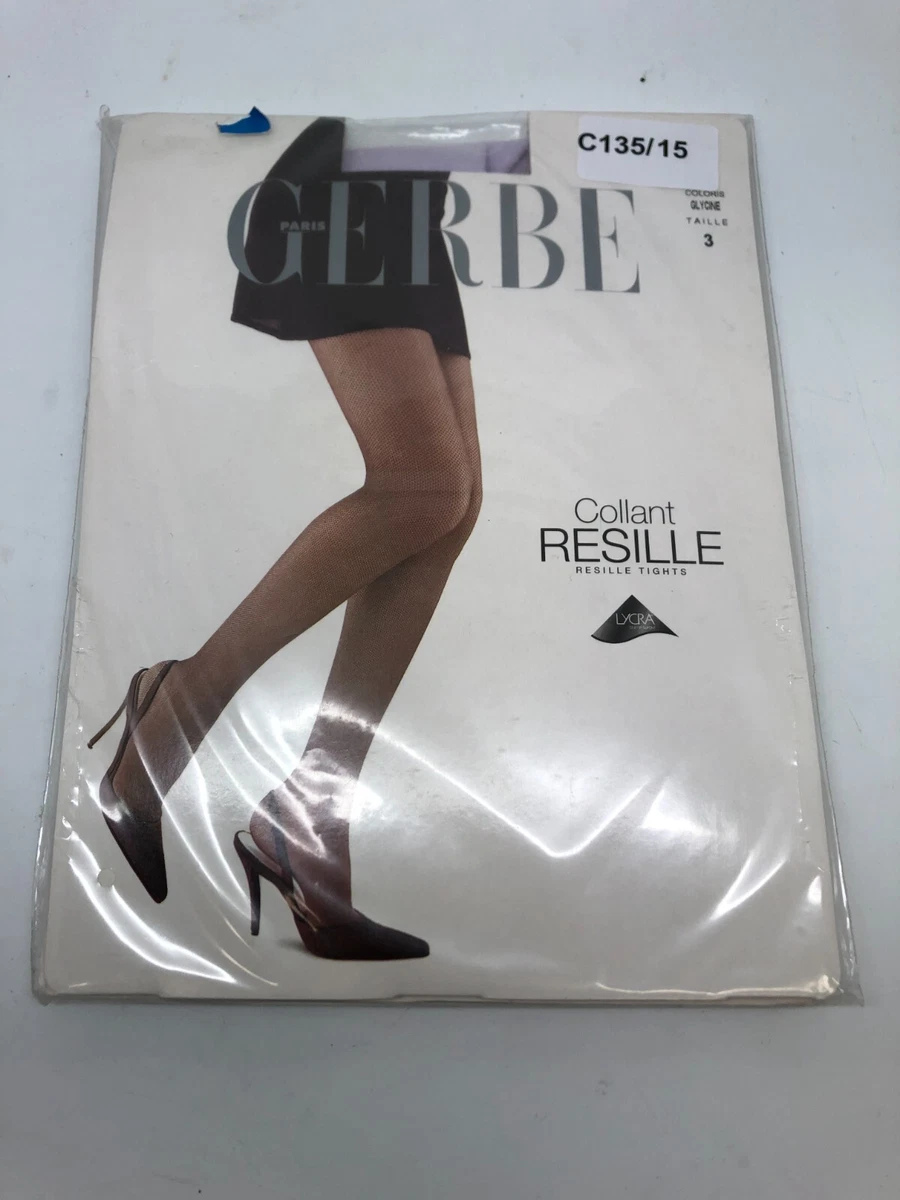 C135/15
COLORIS
GLYCINE
TAILLE
3
GERBE
PARIS
Collant
RESILLE
RESILLE TIGHTS
LYCRA